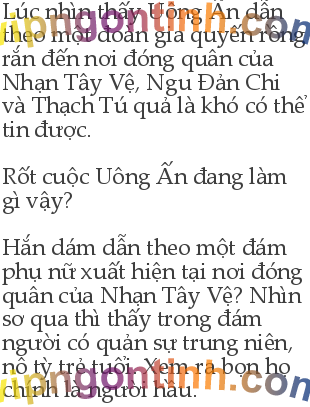 Lúc nhìn thấy Uông Ấn dẫn
theo một đoàn gia quyến rồng
rắn đến nơi đóng quân của
Nhạn Tây Vệ, Ngu Đản Chi
và Thạch Tú quả là khó có thể
tin được.
Rốt cuộc Uông Ấn đang làm
gì vậy?
Hắn dám dẫn theo một đám
phụ nữ xuất hiện tại nơi đóng
quân của Nhạn Tây Vệ? Nhìn
sơ qua thì thấy trong đám
người có quản sự trung niên,
nô tỳ trẻ tuổi. Xem ra bọn họ
chính là người hầu.
vipngontinh.com
vipngontinh.com